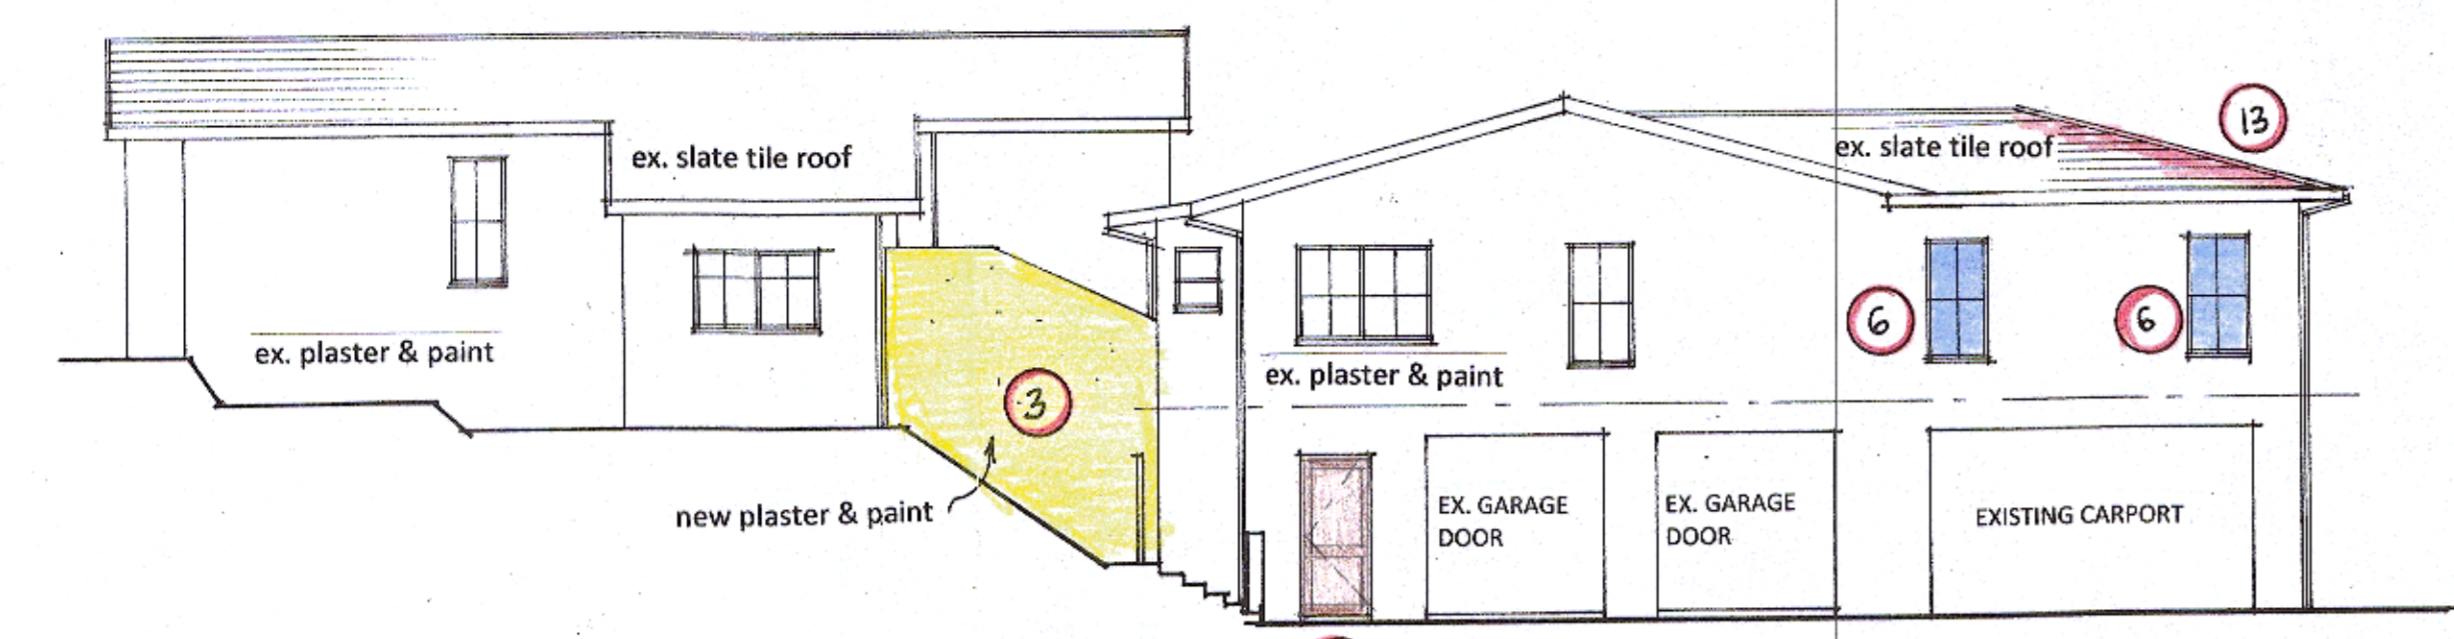 13
ex. slate tile roof
ex. slate tile roof
6
6
ex. plaster & paint
ex. plaster & paint
3
new plaster & paint
EX. GARAGE
DOOR
EX. GARAGE
DOOR
EXISTING CARPORT